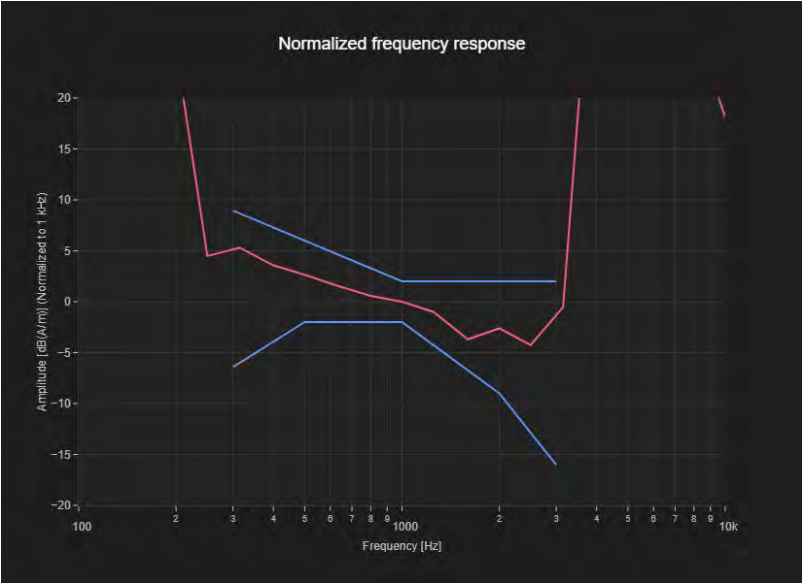 Normalized frequency response
Amplitude [dB(A/m)] (Normalized to 1 kHz)
20
15
10
5
0
−5
−10
−15
−20
100 2 3 4 5 6 7 8 9 1000 2 3 4 5 6 7 8 9 10k
Frequency [Hz]